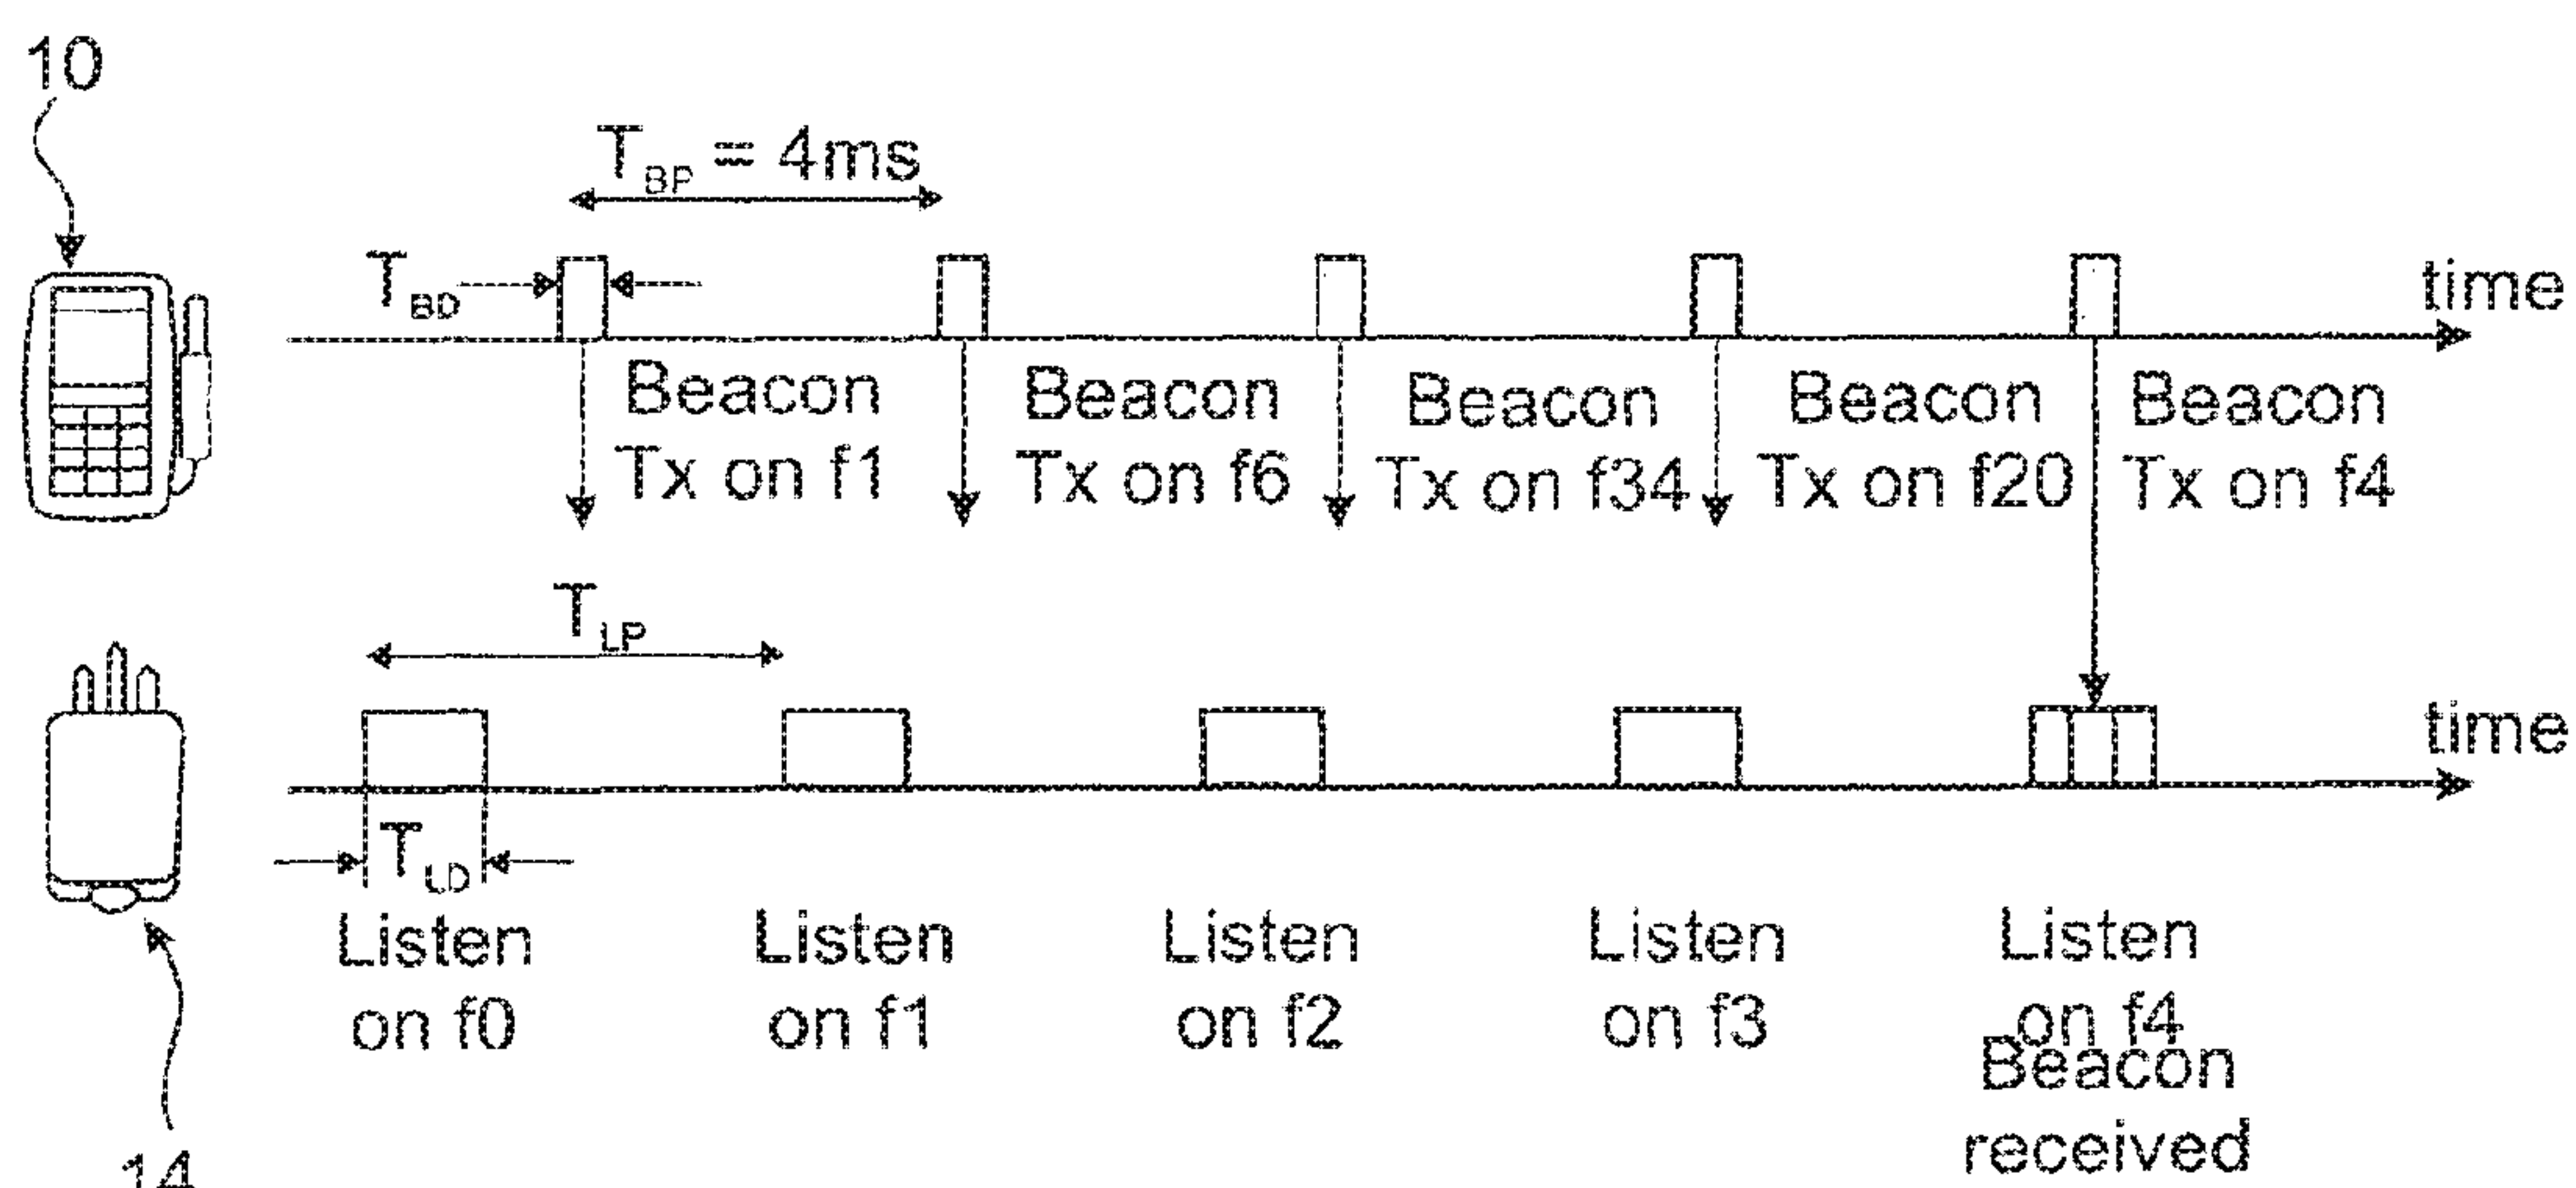 10
T_BP = 4ms
T_BD
time
Beacon Beacon Beacon Beacon Beacon
Tx on f1 Tx on f6 Tx on f34 Tx on f20 Tx on f4
T_LP
time
T_LD
Listen Listen Listen Listen Listen
on f0 on f1 on f2 on f3 on f4
Beacon
received
14